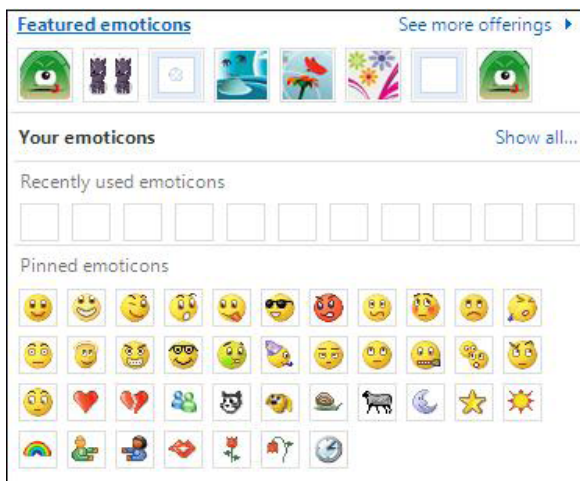 Featured emoticons
See more offerings
Your emoticons
Show all...
Recently used emoticons
Pinned emoticons